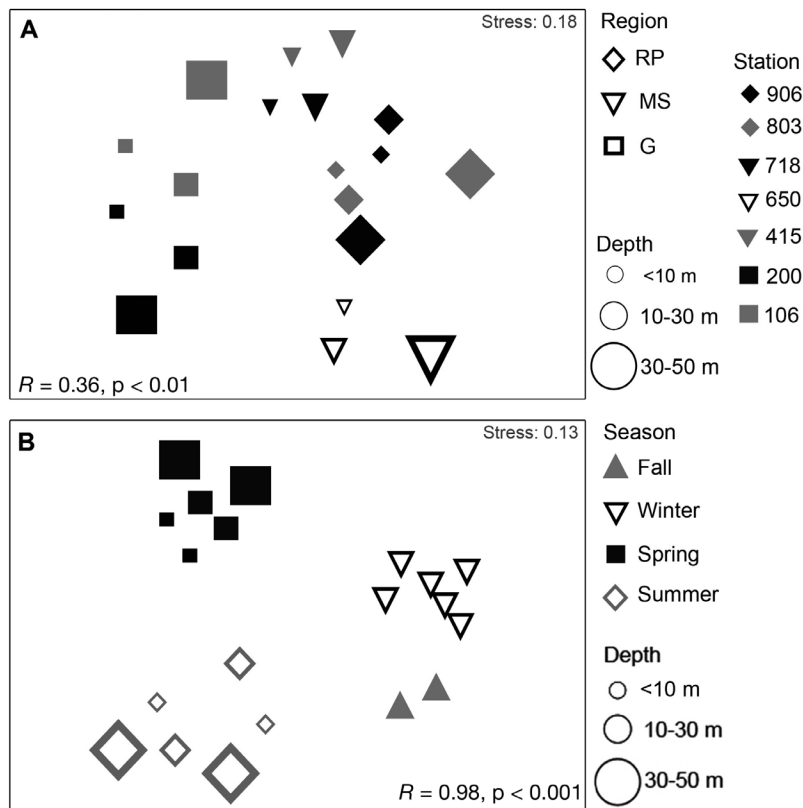 A
Stress: 0.18
R = 0.36, p < 0.01
Region
RP
MS
G
Station
906
803
718
650
415
200
106
Depth
<10 m
10-30 m
30-50 m
B
Stress: 0.13
R = 0.98, p < 0.001
Season
Fall
Winter
Spring
Summer
Depth
<10 m
10-30 m
30-50 m